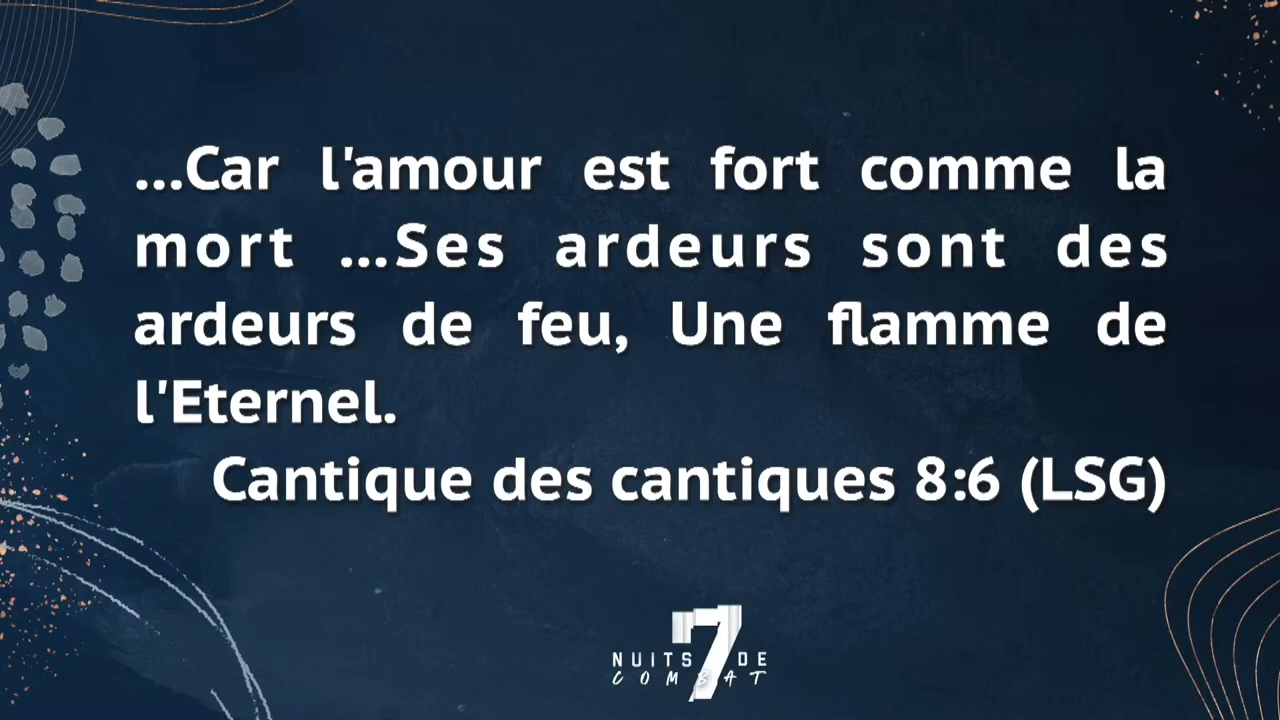 ...Car l'amour est fort comme la
mort ...Ses ardeurs sont des
ardeurs de feu, Une flamme de
l'Eternel.
Cantique des cantiques 8:6 (LSG)
7
NUITS DE
COMBAT